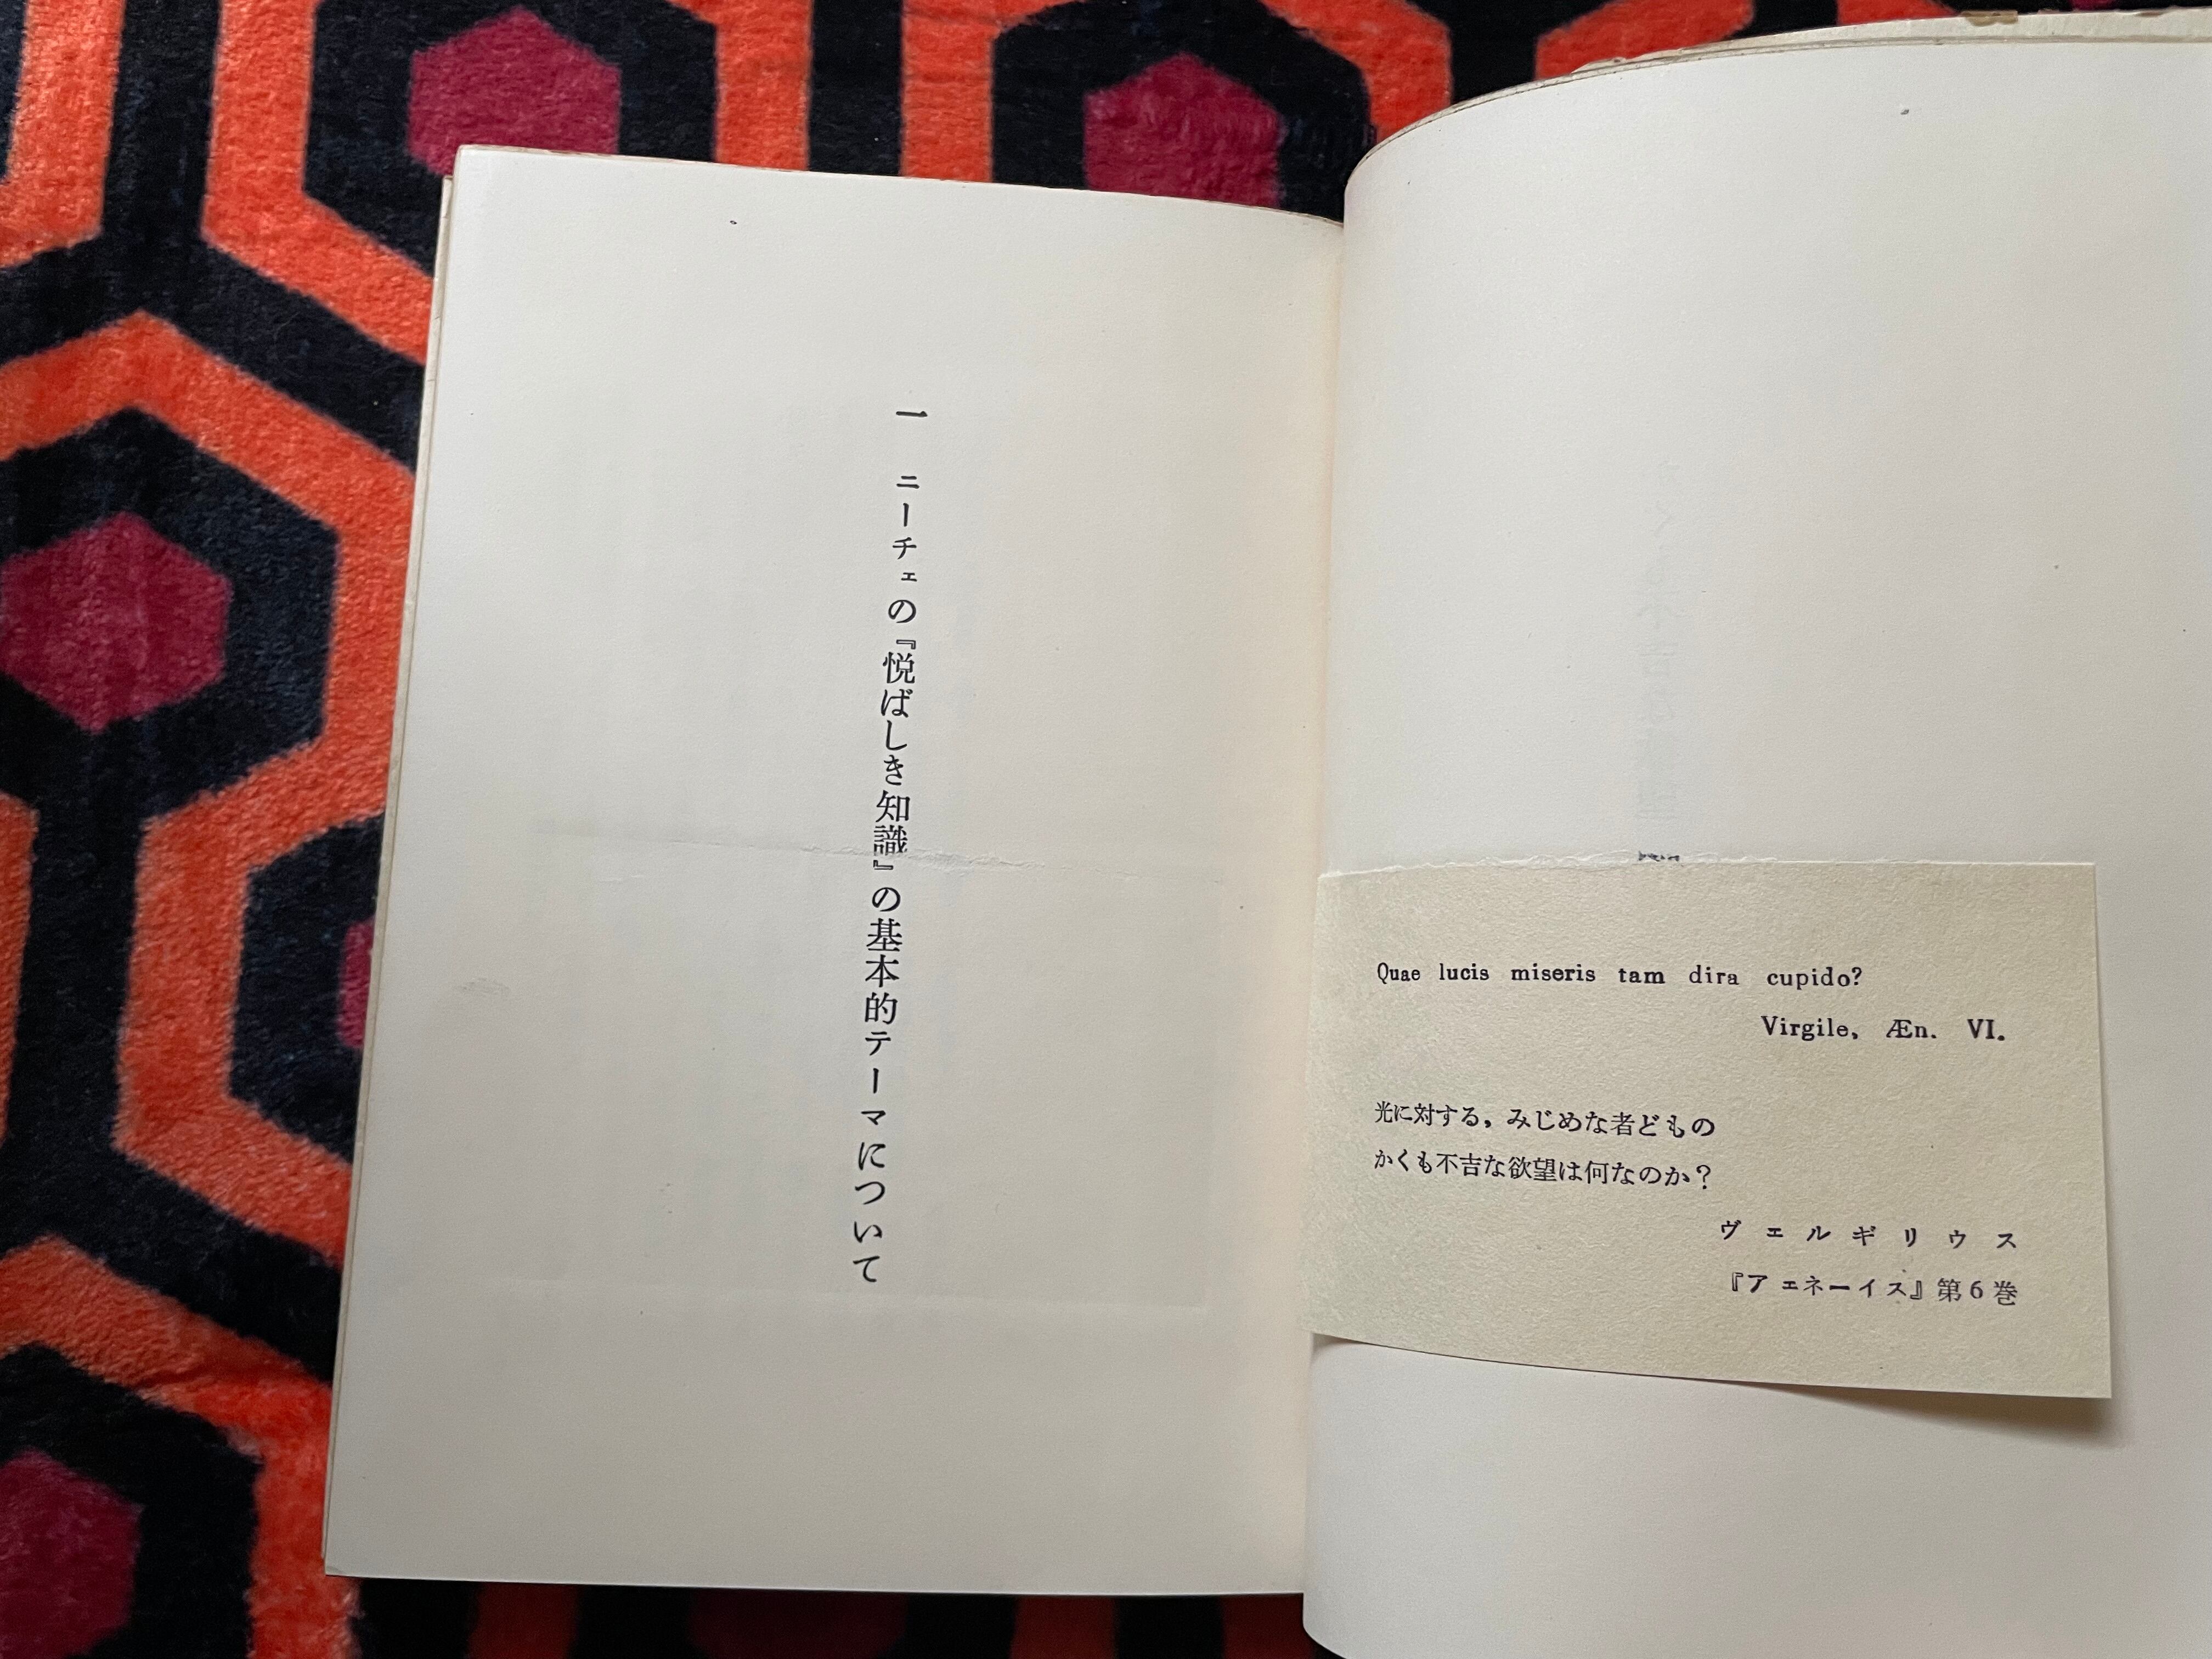 Quae lucis miseris tam dira cupido?
Virgile, Æn. VI.
光に対する，みじめな者どもの
かくも不吉な欲望は何なのか？
ヴェルギリウス
『アエネーイス』第6巻
一 ニーチェの『悦ばしき知識』の基本的テーマについて